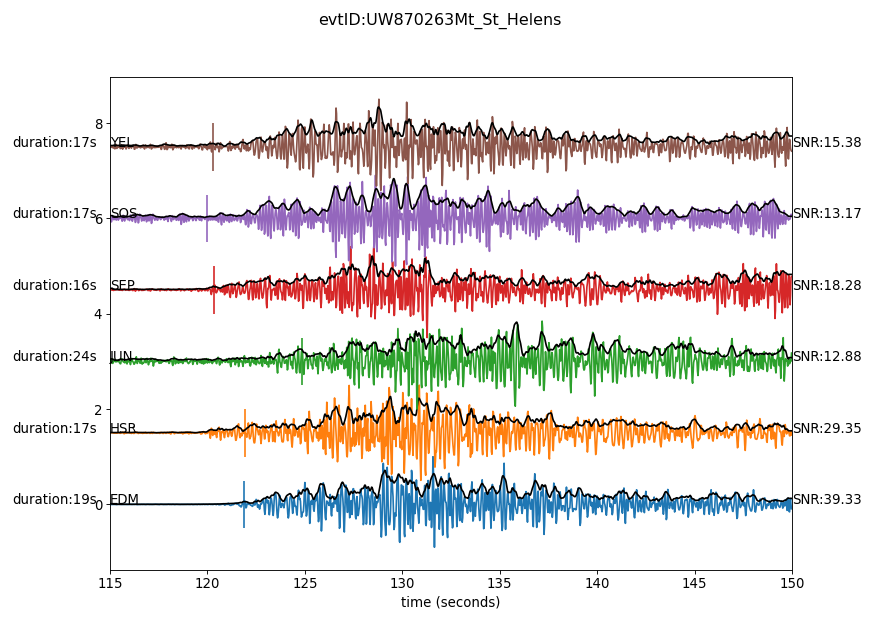 evtID:UW870263Mt_St_Helens
8
duration:17s YEL SNR:15.38
duration:17s SOS SNR:13.17
6
duration:16s SEP SNR:18.28
4
duration:24s JUN SNR:12.88
2
duration:17s HSR SNR:29.35
duration:19s EDM SNR:39.33
0
115 120 125 130 135 140 145 150
time (seconds)